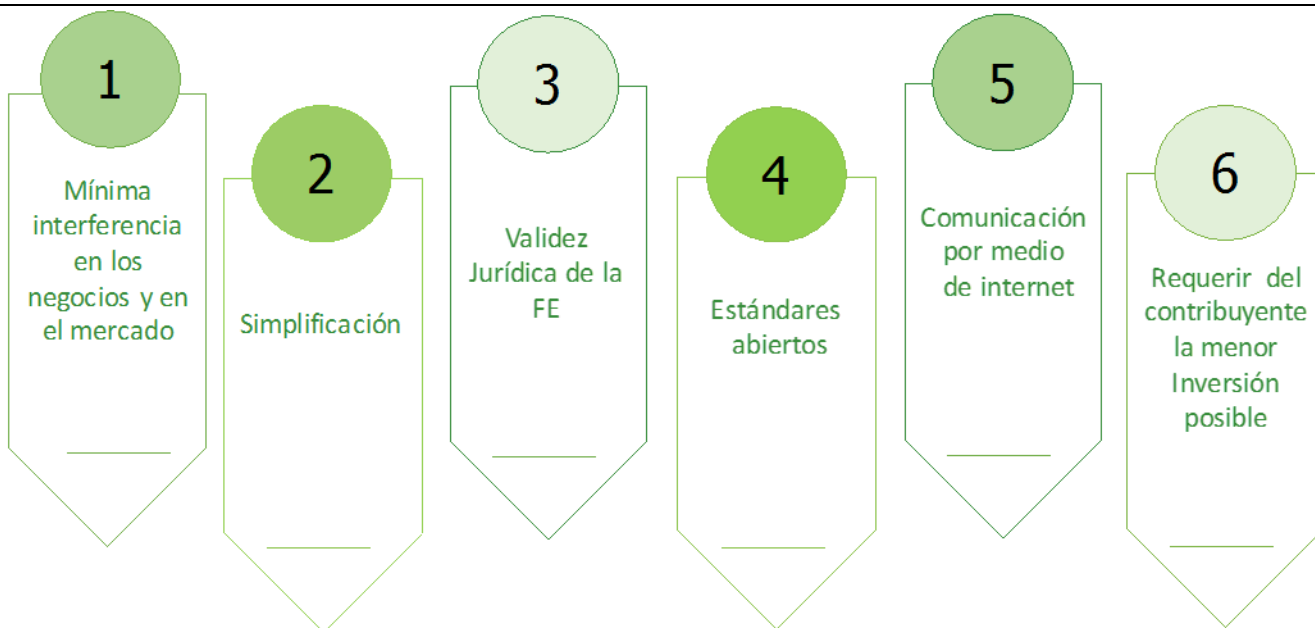 1
Mínima
interferencia
en los
negocios y en
el mercado
2
Simplificación
3
Validez
Jurídica de la
FE
4
Estándares
abiertos
5
Comunicación
por medio
de internet
6
Requerir del
contribuyente
la menor
Inversión
posible